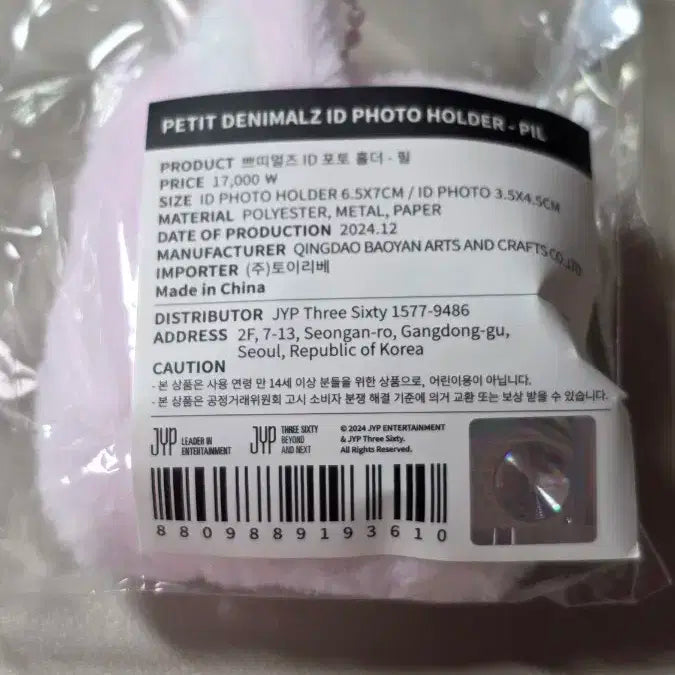 PETIT DENIMALZ ID PHOTO HOLDER - PIL
PRODUCT 쁘띠멀즈 ID 포토 홀더 - 필
PRICE 17,000 ₩
SIZE ID PHOTO HOLDER 6.5X7CM / ID PHOTO 3.5X4.5CM
MATERIAL POLYESTER, METAL, PAPER
DATE OF PRODUCTION 2024.12
MANUFACTURER QINGDAO BAOYAN ARTS AND CRAFTS CO.,LTD
IMPORTER (주)토이리베
Made in China
DISTRIBUTOR JYP Three Sixty 1577-9486
ADDRESS 2F, 7-13, Seongan-ro, Gangdong-gu,
Seoul, Republic of Korea
CAUTION
- 본 상품은 사용 연령 만 14세 이상 분들을 위한 상품으로, 어린이용이 아닙니다.
- 본 상품은 공정거래위원회 고시 소비자 분쟁 해결 기준에 의거 교환 또는 보상 받을 수 있습니다.
JYP LEADER IN
ENTERTAINMENT
JYP THREE SIXTY
BEYOND
AND NEXT
© 2024 JYP ENTERTAINMENT
& JYP Three Sixty.
All Rights Reserved.
8809889193610